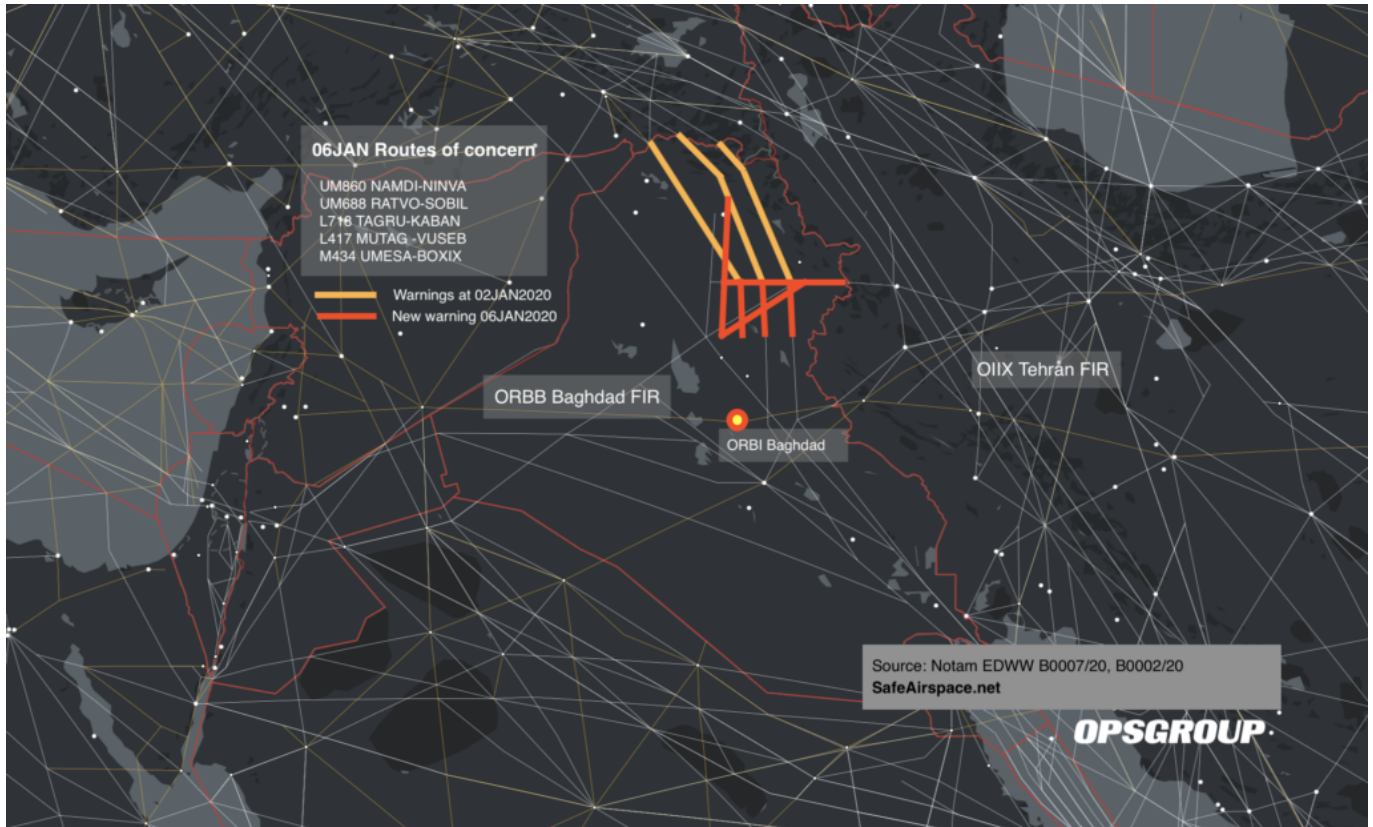 06JAN Routes of concern
UM860 NAMDI-NINVA
UM688 RATVO-SOBIL
L718 TAGRU-KABAN
L417 MUTAG -VUSEB
M434 UMESA-BOXIX
Warnings at 02JAN2020
New warning 06JAN2020
ORBB Baghdad FIR
OIIX Tehran FIR
ORBI Baghdad
Source: Notam EDWW B0007/20, B0002/20
SafeAirspace.net
OPSGROUP